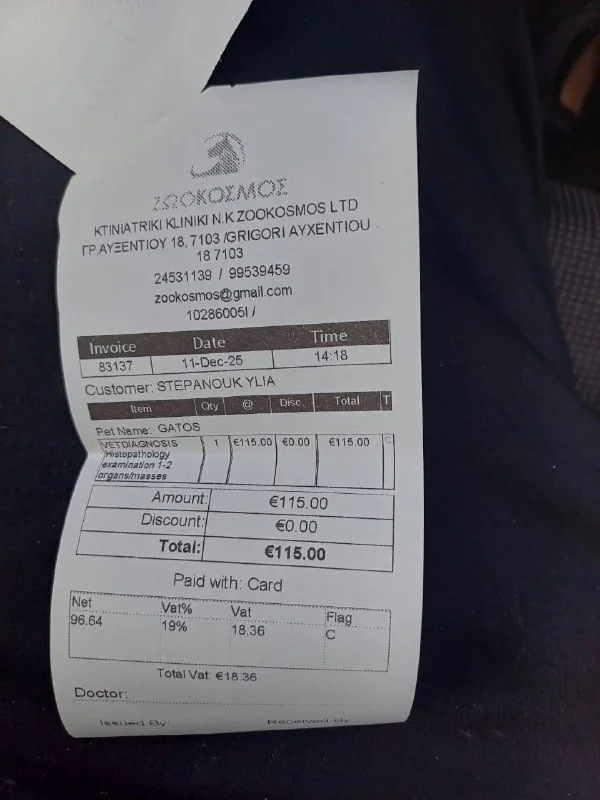 ΖΩΟΚΟΣΜΟΣ
KTINIATRIKI KLINIKI N.K ZOOKOSMOS LTD
ΓΡ.ΑΥΞΕΝΤΙΟΥ 18, 7103 /GRIGORI AYXENTIOU
18 7103
24531139 / 99539459
zookosmos@gmail.com
10286005I /
Invoice Date Time
83137 11-Dec-25 14:18
Customer: STEPANOUK YLIA
Item Qty @ Disc. Total T
Pet Name: GATOS
VETDIAGNOSIS 1 €115.00 €0.00 €115.00 C
Histopathology
examination 1-2
organs/masses
Amount: €115.00
Discount: €0.00
Total: €115.00
Paid with: Card
Net Vat% Vat Flag
96.64 19% 18.36 C
Total Vat: €18.36
Doctor:
Issued By: Received By